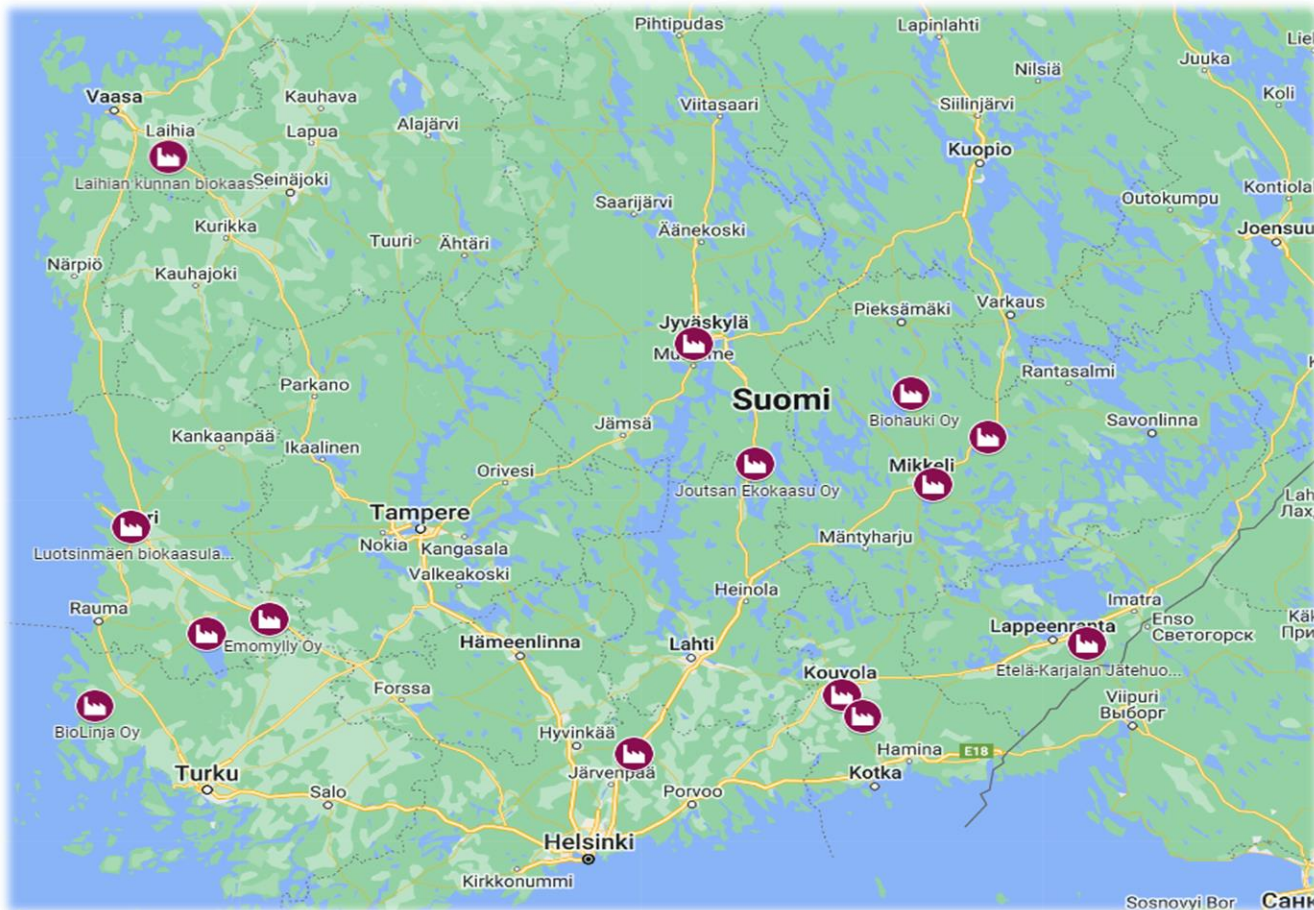 Pihtipudas
Lapinlahti
Juuka
Nilsiä
Koli
Vaasa
Kauhava
Viitasaari
Siilinjärvi
Laihia
Lapua
Alajärvi
Kuopio
Laihian kunnan biokaas...
Seinäjoki
Kontiola
Saarijärvi
Outokumpu
Kurikka
Äänekoski
Joensuu
Tuuri
Ähtäri
Närpiö
Kauhajoki
Varkaus
Pieksämäki
Jyväskylä
Rantasalmi
Parkano
Suomi
Biohauki Oy
Savonlinna
Jämsä
Kankaanpää
Ikaalinen
Mikkeli
Orivesi
Joutsan Ekokaasu Oy
Tampere
Mäntyharju
Luotsinmäen biokaasula...
Nokia
Kangasala
Valkeakoski
Heinola
Rauma
Imatra
Enso
Светогорск
Lappeenranta
Emomylly Oy
Hämeenlinna
Lahti
Etelä-Karjalan Jätehuo...
Kouvola
Forssa
Viipuri
Выборг
BioLinja Oy
Hyvinkää
Hamina
E18
Järvenpää
Kotka
Turku
Porvoo
Salo
Helsinki
Kirkkonummi
Sosnovyi Bor